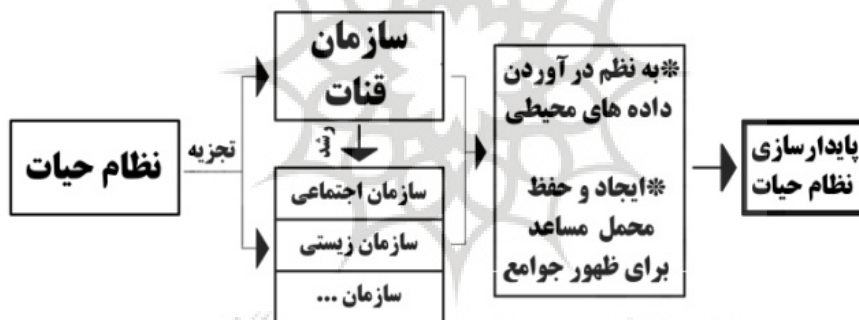 نظام حیات
تجزیه
سازمان
قنات
رشد
سازمان اجتماعی
سازمان زیستی
سازمان ...
*به نظم در آوردن
داده های محیطی
*ایجاد و حفظ
محمل مساعد
برای ظهور جوامع
پایدارسازی
نظام حیات